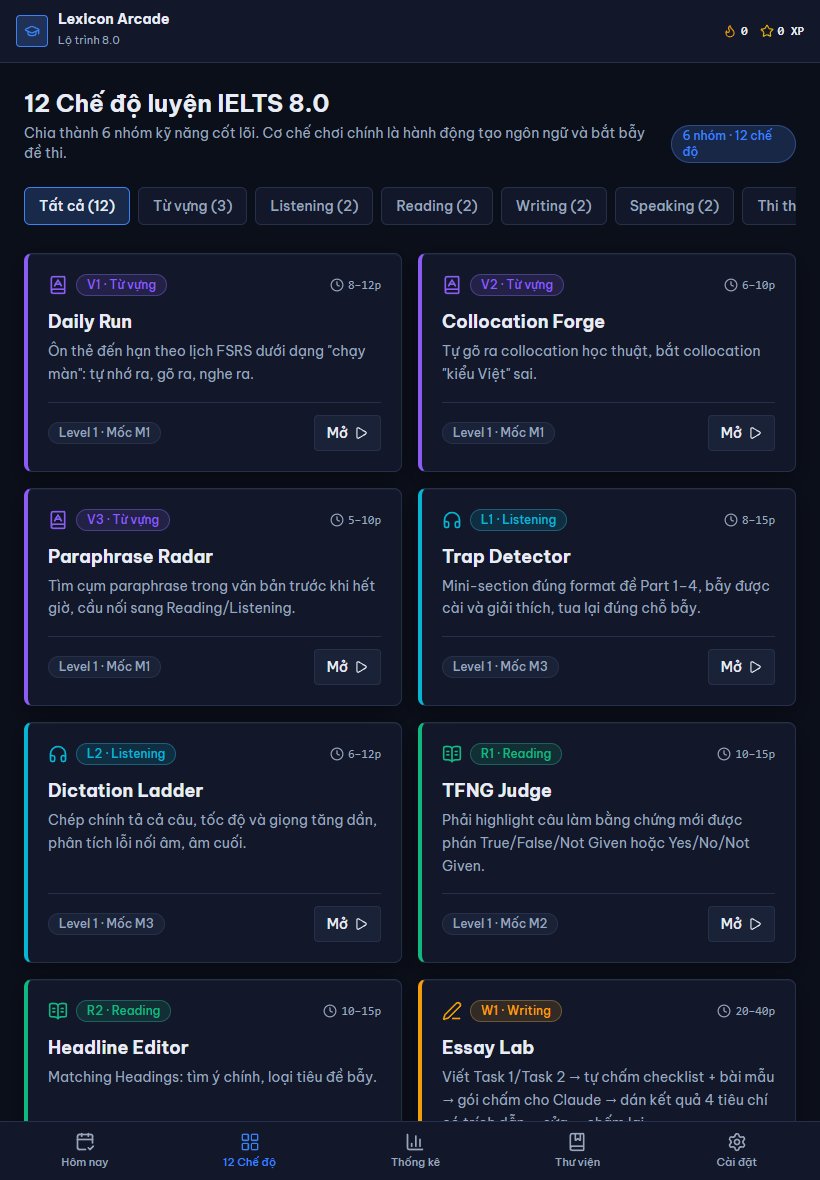 Lexicon Arcade
Lộ trình 8.0
0
0 XP
12 Chế độ luyện IELTS 8.0
Chia thành 6 nhóm kỹ năng cốt lõi. Cơ chế chơi chính là hành động tạo ngôn ngữ và bắt bẫy
đề thi.
6 nhóm · 12 chế
độ
Tất cả (12)
Từ vựng (3)
Listening (2)
Reading (2)
Writing (2)
Speaking (2)
Thi th
V1 · Từ vựng
8–12p
Daily Run
Ôn thẻ đến hạn theo lịch FSRS dưới dạng "chạy
màn": tự nhớ ra, gõ ra, nghe ra.
Level 1 · Mốc M1
Mở
V2 · Từ vựng
6–10p
Collocation Forge
Tự gõ ra collocation học thuật, bắt collocation
"kiểu Việt" sai.
Level 1 · Mốc M1
Mở
V3 · Từ vựng
5–10p
Paraphrase Radar
Tìm cụm paraphrase trong văn bản trước khi hết
giờ, cầu nối sang Reading/Listening.
Level 1 · Mốc M1
Mở
L1 · Listening
8–15p
Trap Detector
Mini-section đúng format đề Part 1–4, bẫy được
cài và giải thích, tua lại đúng chỗ bẫy.
Level 1 · Mốc M3
Mở
L2 · Listening
6–12p
Dictation Ladder
Chép chính tả cả câu, tốc độ và giọng tăng dần,
phân tích lỗi nối âm, âm cuối.
Level 1 · Mốc M3
Mở
R1 · Reading
10–15p
TFNG Judge
Phải highlight câu làm bằng chứng mới được
phán True/False/Not Given hoặc Yes/No/Not
Given.
Level 1 · Mốc M2
Mở
R2 · Reading
10–15p
Headline Editor
Matching Headings: tìm ý chính, loại tiêu đề bẫy.
W1 · Writing
20–40p
Essay Lab
Viết Task 1/Task 2 → tự chấm checklist + bài mẫu
→ gói chấm cho Claude → dán kết quả 4 tiêu chí
Hôm nay
12 Chế độ
Thống kê
Thư viện
Cài đặt